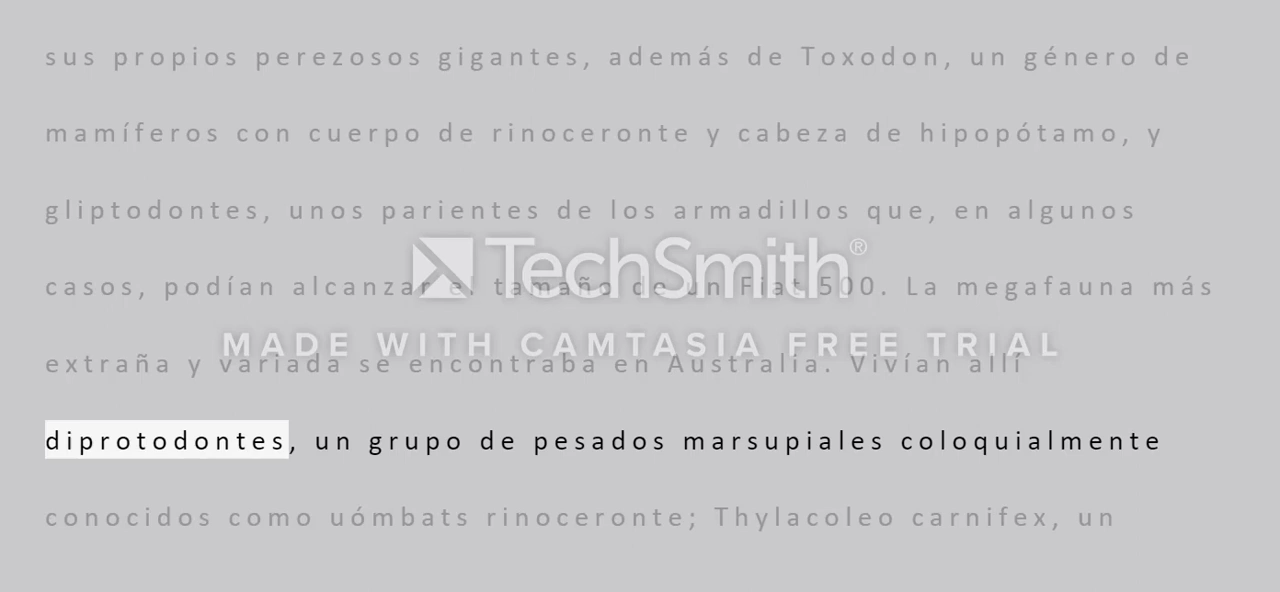 sus propios perezosos gigantes, además de Toxodon, un género de
mamíferos con cuerpo de rinoceronte y cabeza de hipopótamo, y
gliptodontes, unos parientes de los armadillos que, en algunos
TechSmith®
casos, podían alcanzar el tamaño de un Fiat 500. La megafauna más
MADE WITH CAMTASIA FREE TRIAL
extraña y variada se encontraba en Australia. Vivían allí
diprotodontes, un grupo de pesados marsupiales coloquialmente
conocidos como uómbats rinoceronte; Thylacoleo carnifex, un